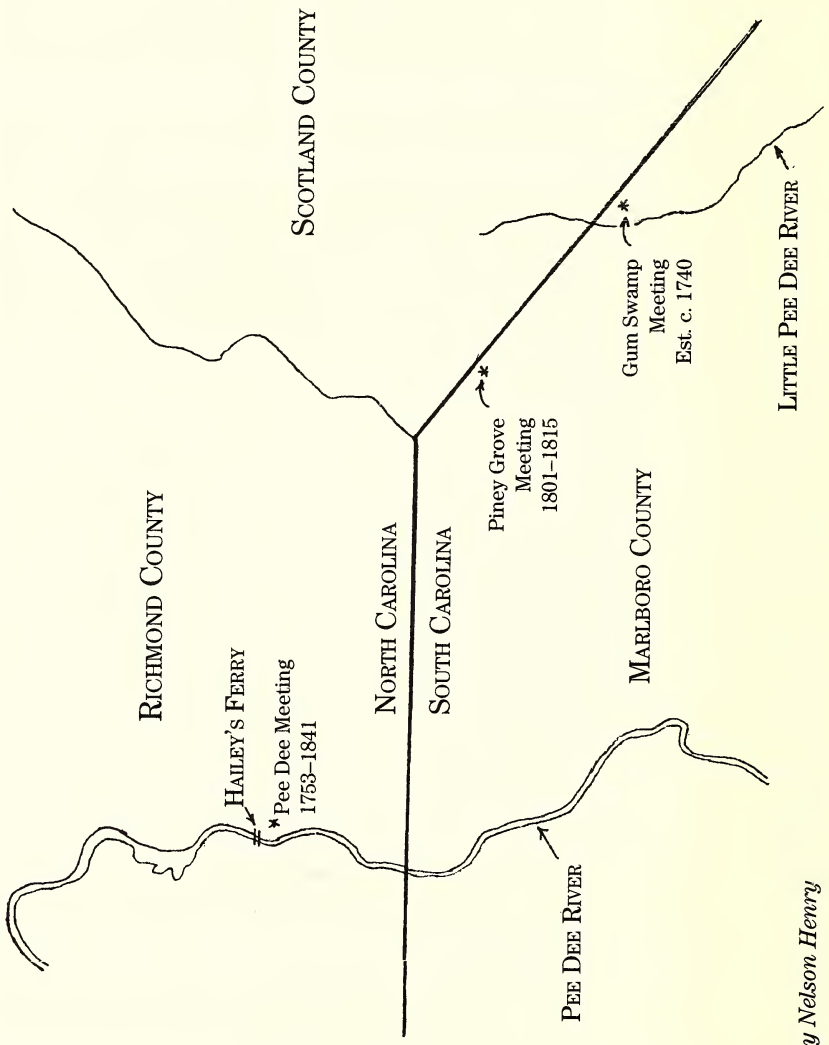 RICHMOND COUNTY
SCOTLAND COUNTY
HAILEY'S FERRY
* Pee Dee Meeting
1753–1841
NORTH CAROLINA
SOUTH CAROLINA
Piney Grove
Meeting
1801–1815
*
*
Gum Swamp
Meeting
Est. c. 1740
MARLBORO COUNTY
PEE DEE RIVER
LITTLE PEE DEE RIVER
y Nelson Henry